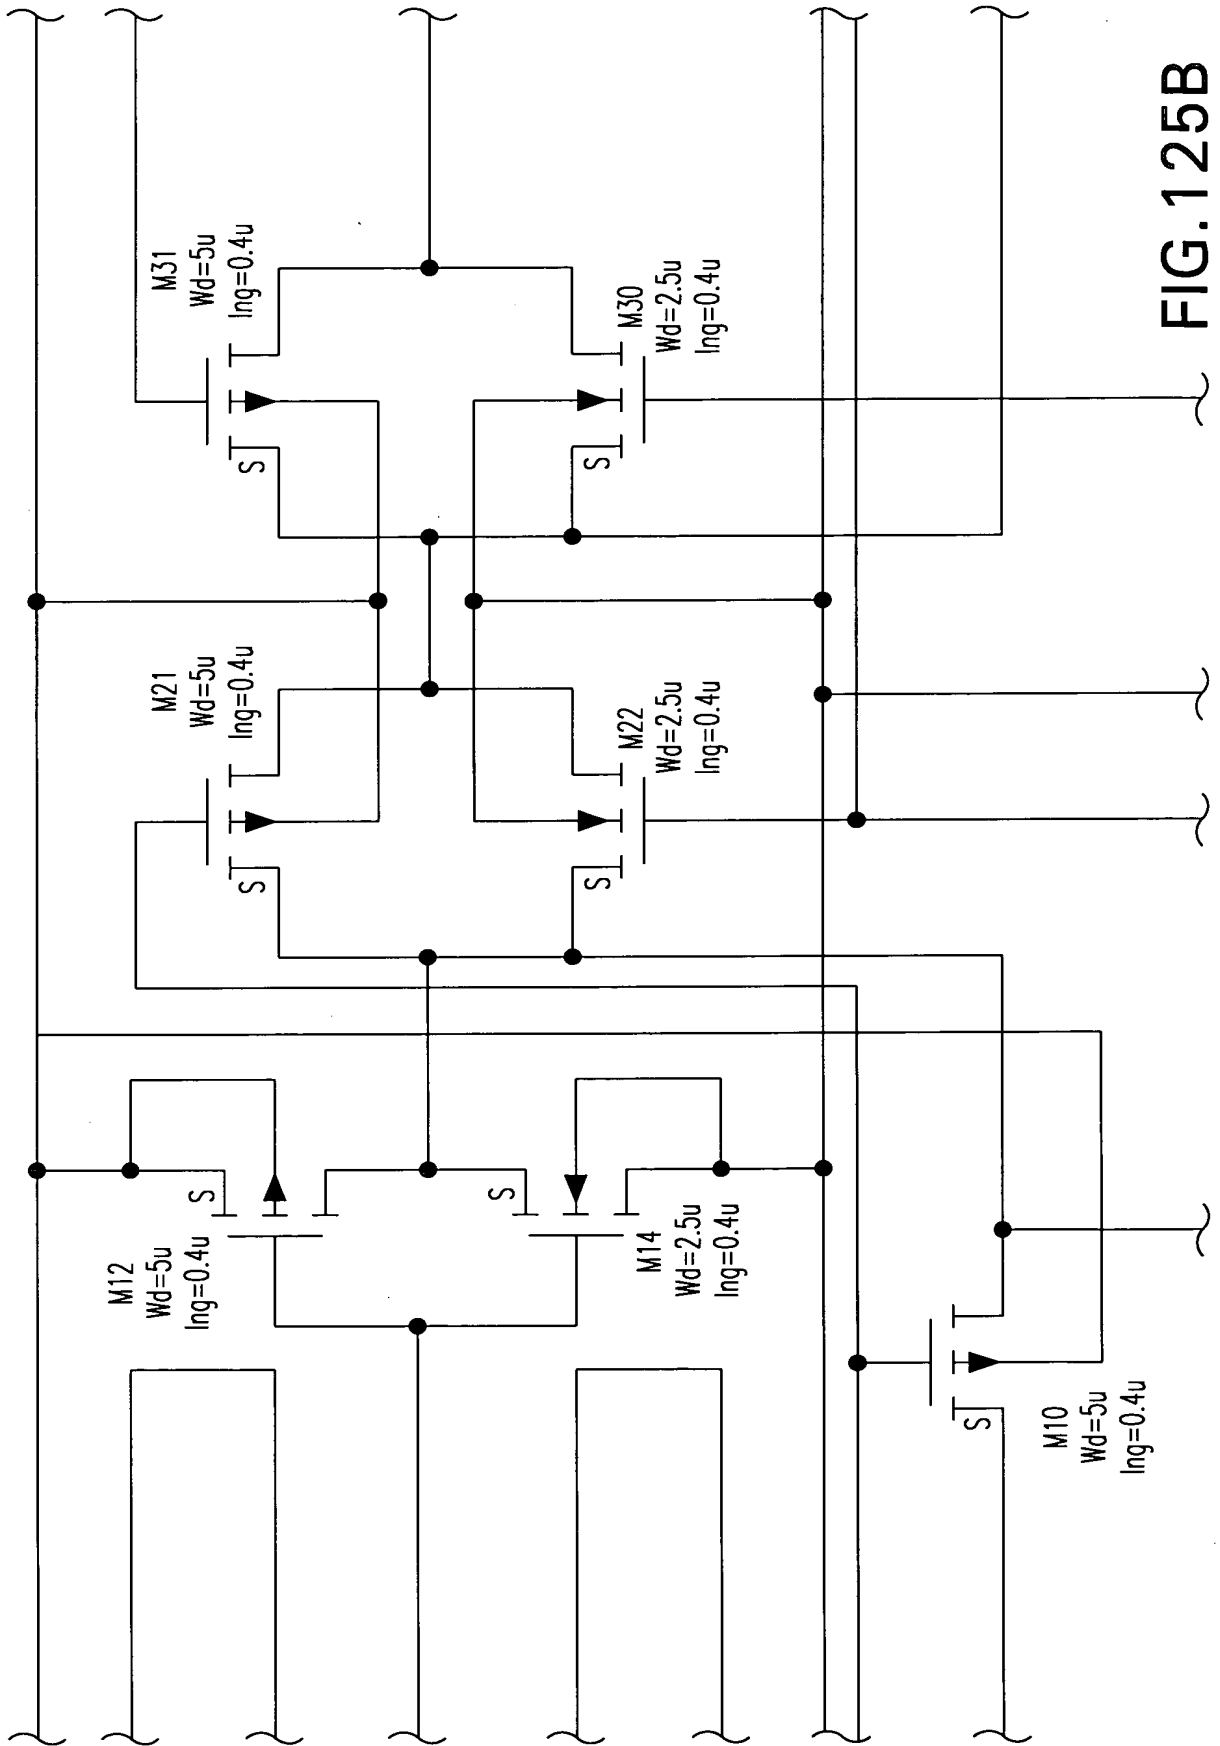 M12
Wd=5u
lng=0.4u
S
S
M14
Wd=2.5u
lng=0.4u
M10
Wd=5u
lng=0.4u
S
M21
Wd=5u
lng=0.4u
S
M22
Wd=2.5u
lng=0.4u
S
M31
Wd=5u
lng=0.4u
S
M30
Wd=2.5u
lng=0.4u
S
FIG.125B